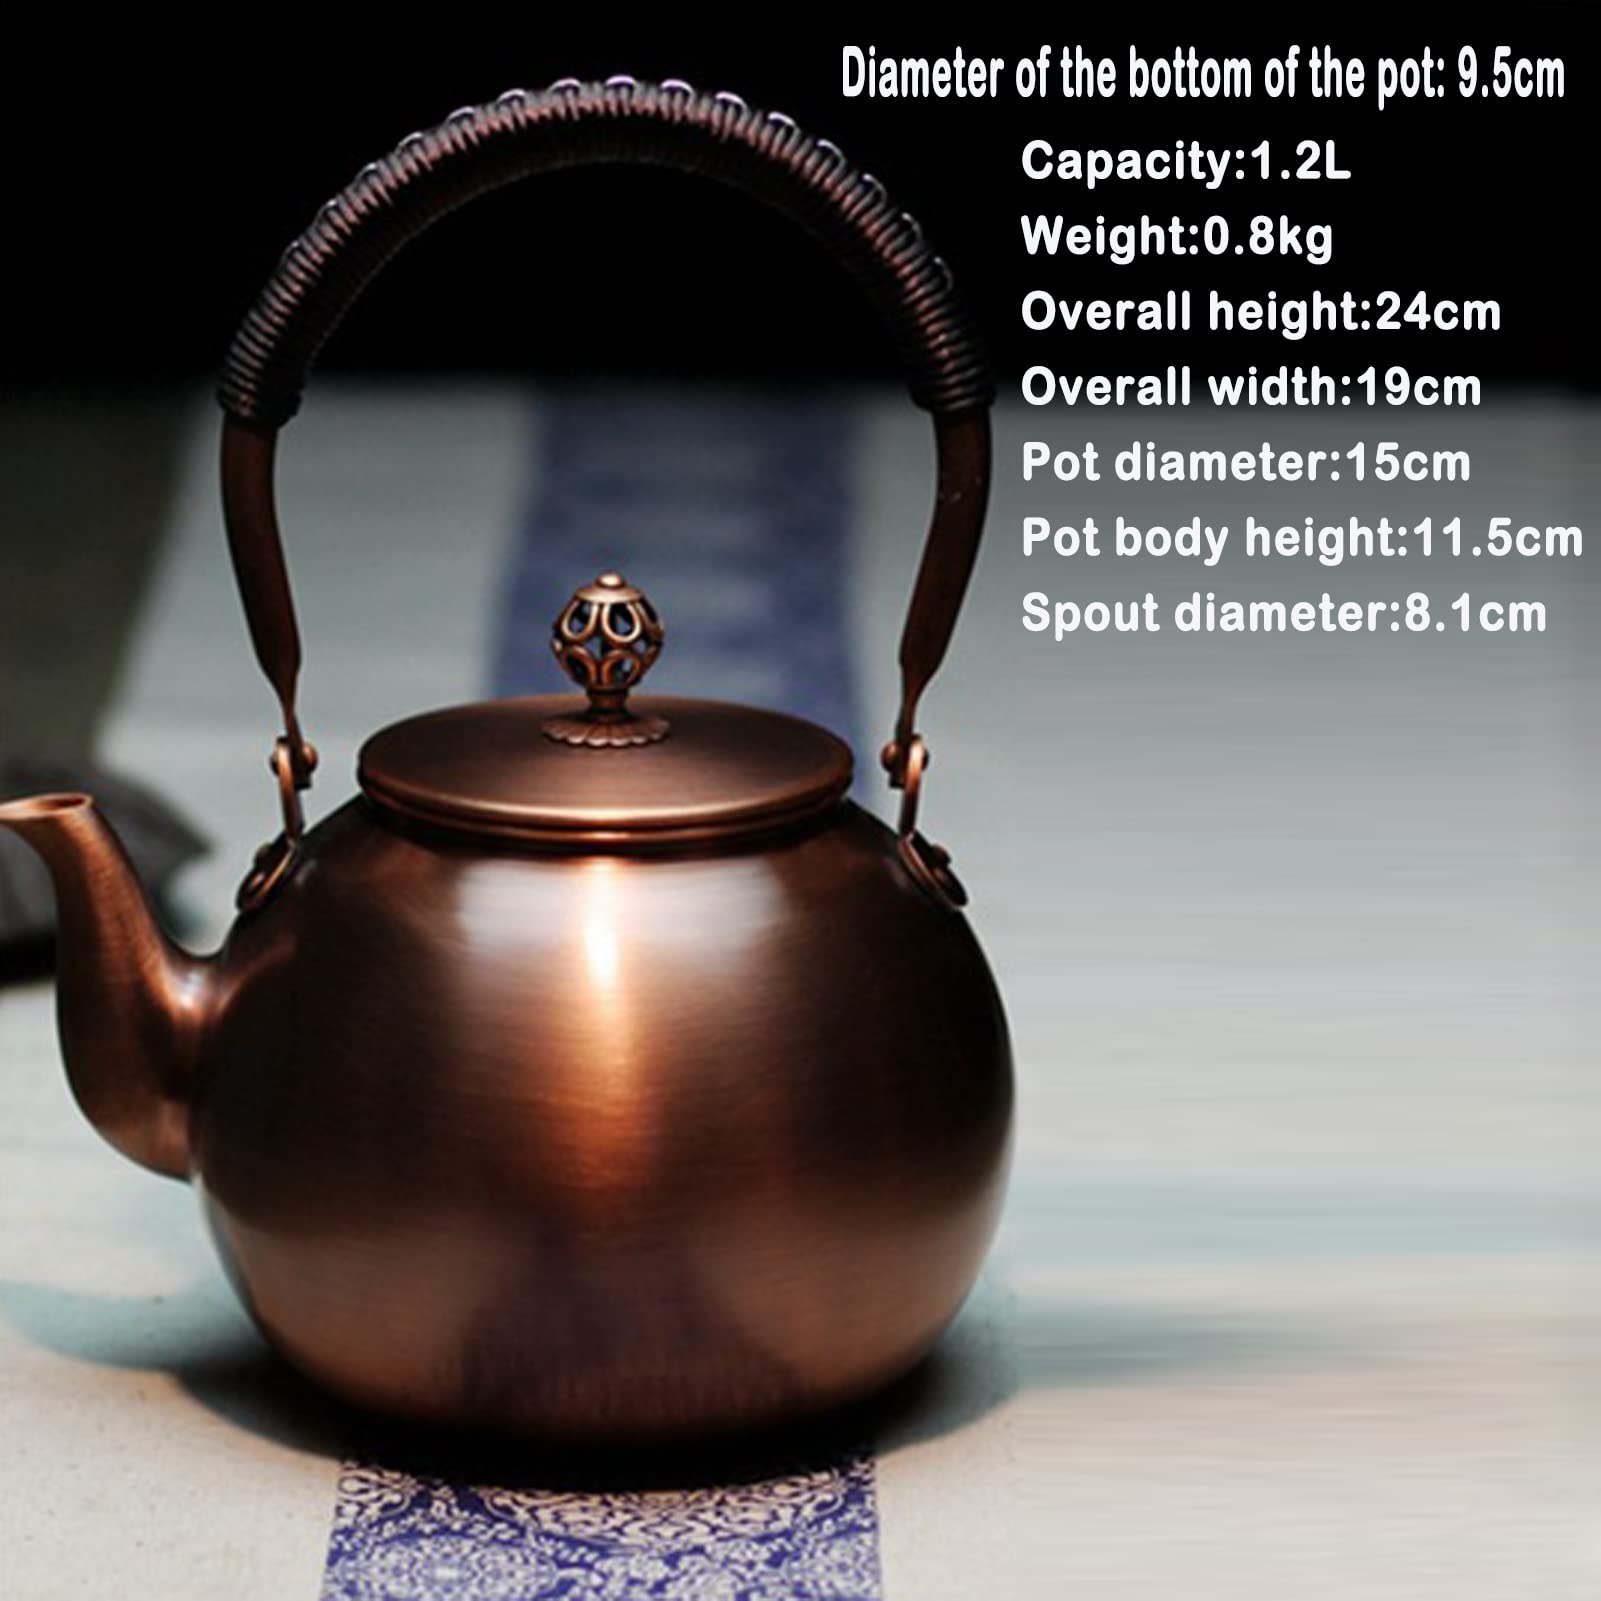 Diameter of the bottom of the pot: 9.5cm
Capacity:1.2L
Weight:0.8kg
Overall height:24cm
Overall width:19cm
Pot diameter:15cm
Pot body height:11.5cm
Spout diameter:8.1cm